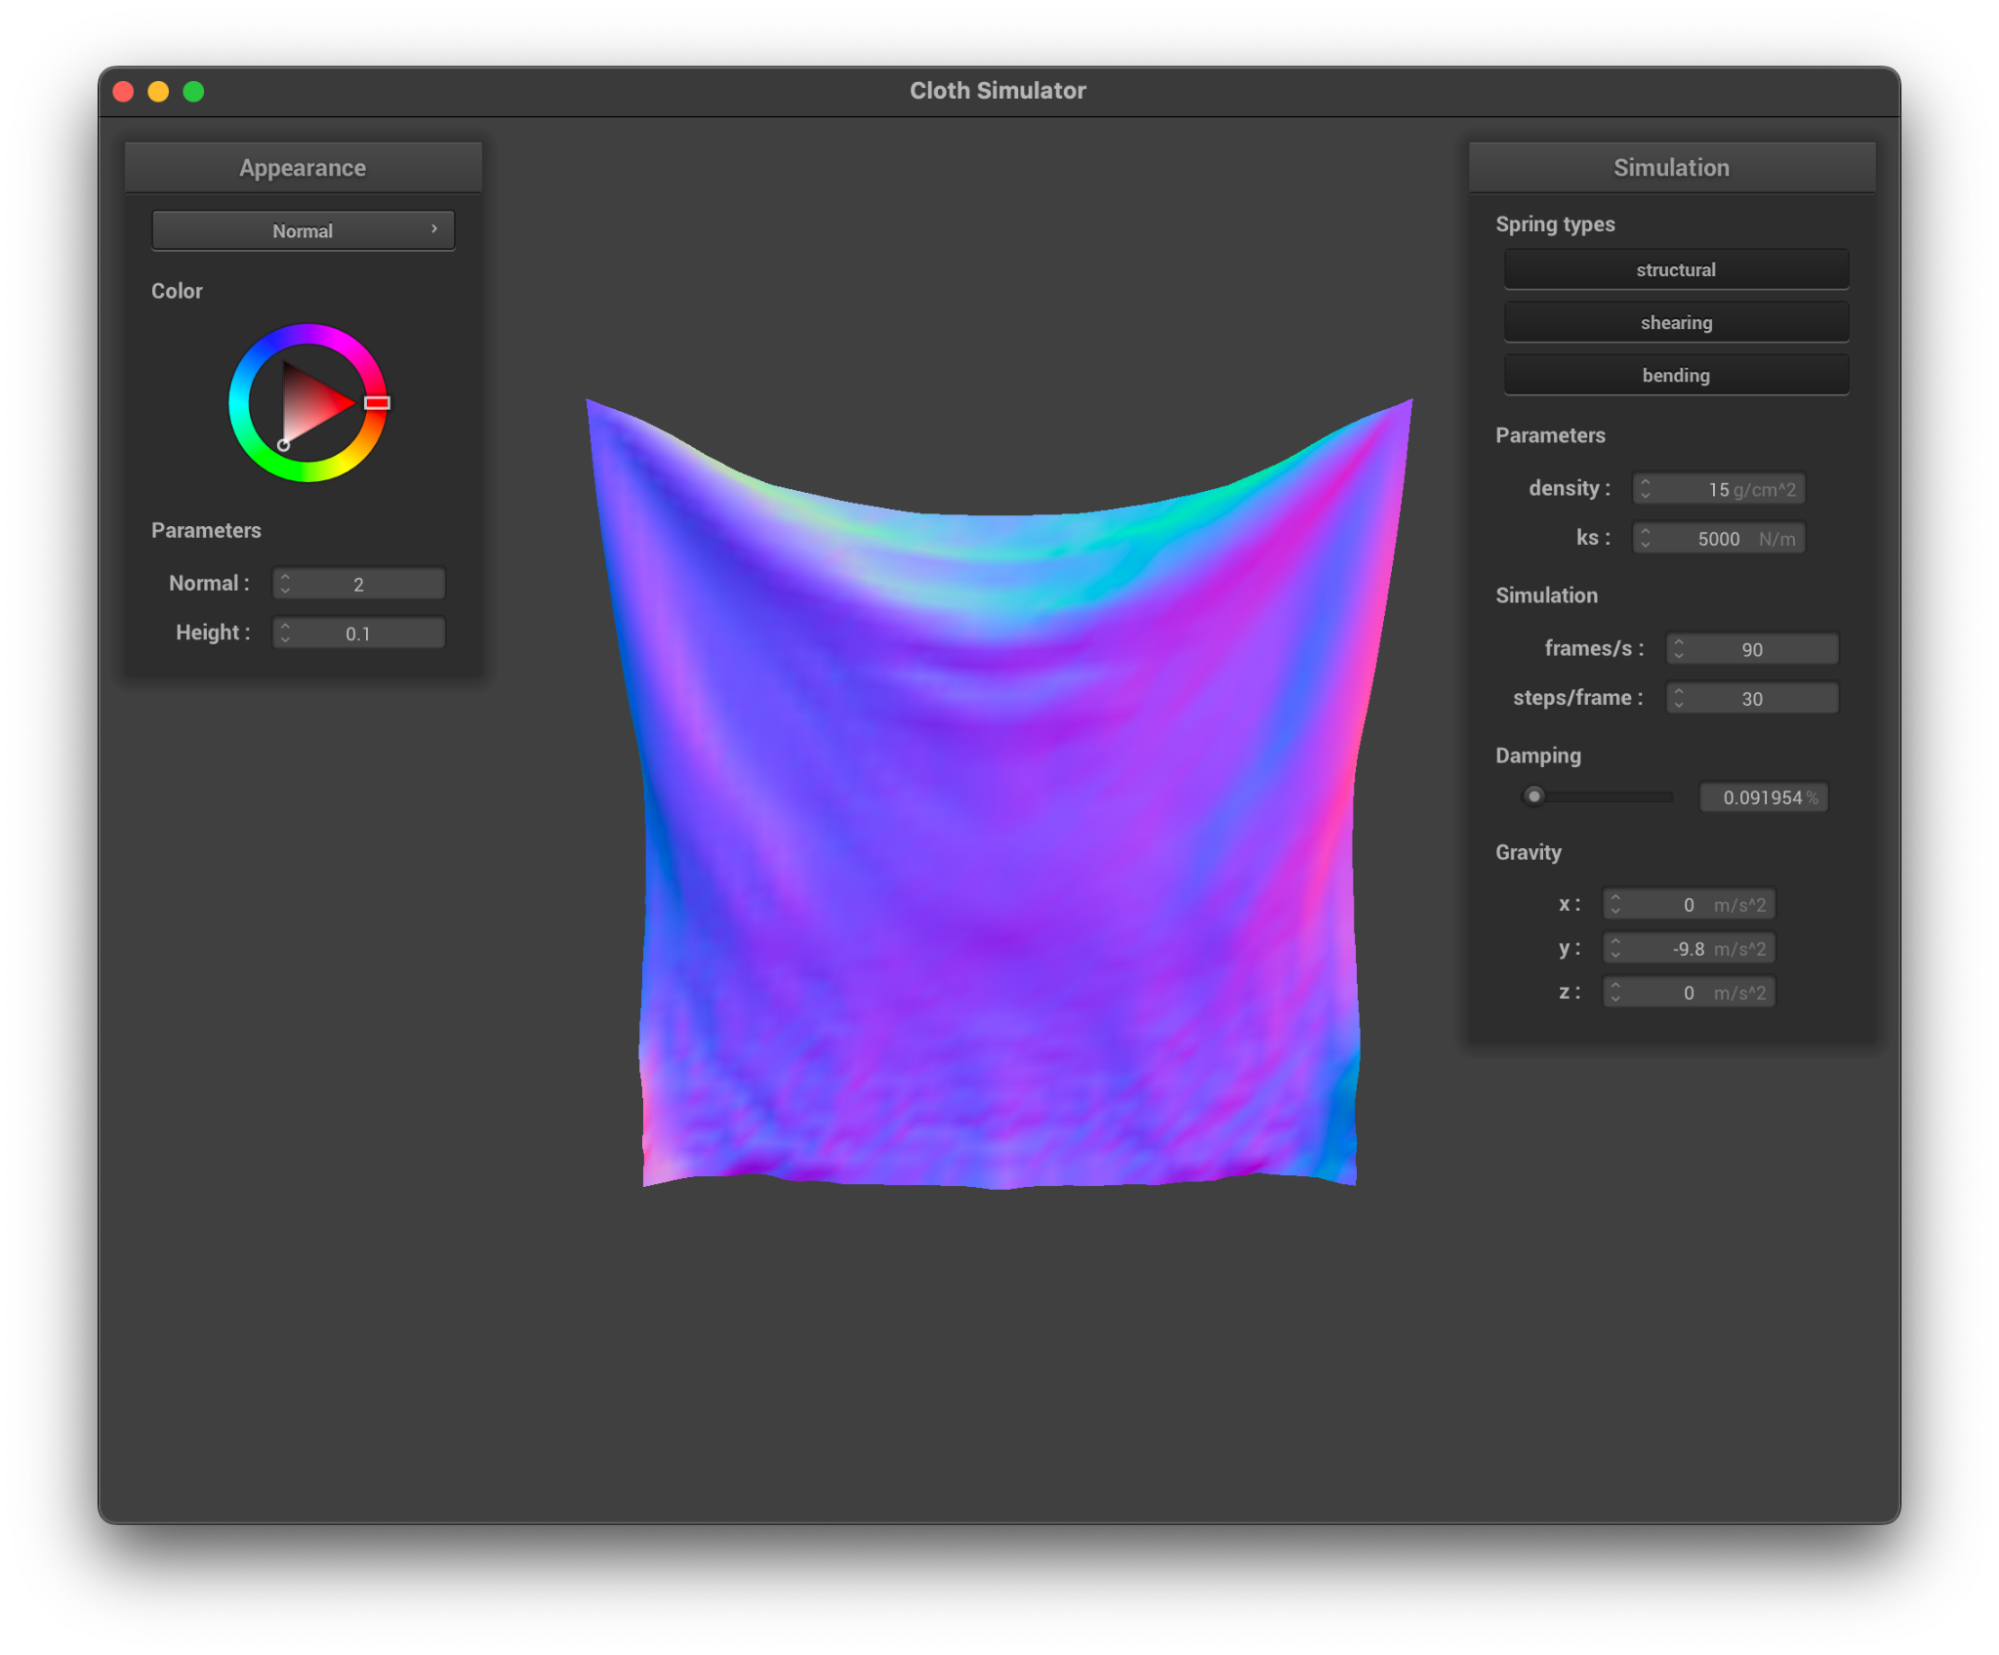 Cloth Simulator
Appearance
Normal
Color
Parameters
Normal : 2
Height : 0.1
Simulation
Spring types
structural
shearing
bending
Parameters
density : 15 g/cm^2
ks : 5000 N/m
Simulation
frames/s : 90
steps/frame : 30
Damping
0.091954 %
Gravity
x : 0 m/s^2
y : -9.8 m/s^2
z : 0 m/s^2